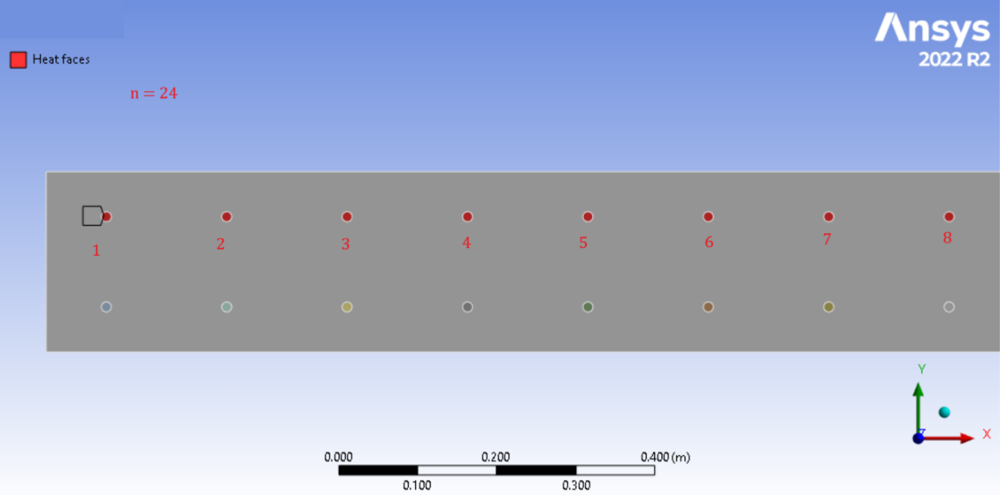 Ansys
2022 R2
Heat faces
n = 24
1 2 3 4 5 6 7 8
Y
Z X
0.000 0.200 0.400 (m)
0.100 0.300